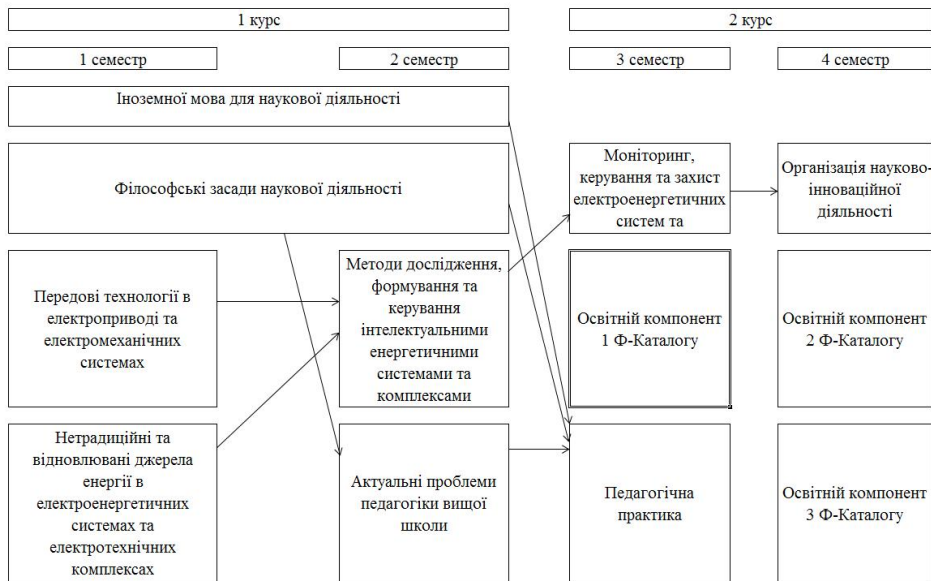 1 курс
2 курс
1 семестр
2 семестр
3 семестр
4 семестр
Іноземної мова для наукової діяльності
Філософські засади наукової діяльності
Моніторинг,
керування та захист
електроенергетичних
систем та
Організація науково-
інноваційної
діяльності
Передові технології в
електроприводі та
електромеханічних
системах
Методи дослідження,
формування та
керування
інтелектуальними
енергетичними
системами та
комплексами
Освітній компонент
1 Ф-Каталогу
Освітній компонент
2 Ф-Каталогу
Нетрадиційні та
відновлювані джерела
енергії в
електроенергетичних
системах та
електротехнічних
комплексах
Актуальні проблеми
педагогіки вищої
школи
Педагогічна
практика
Освітній компонент
3 Ф-Каталогу